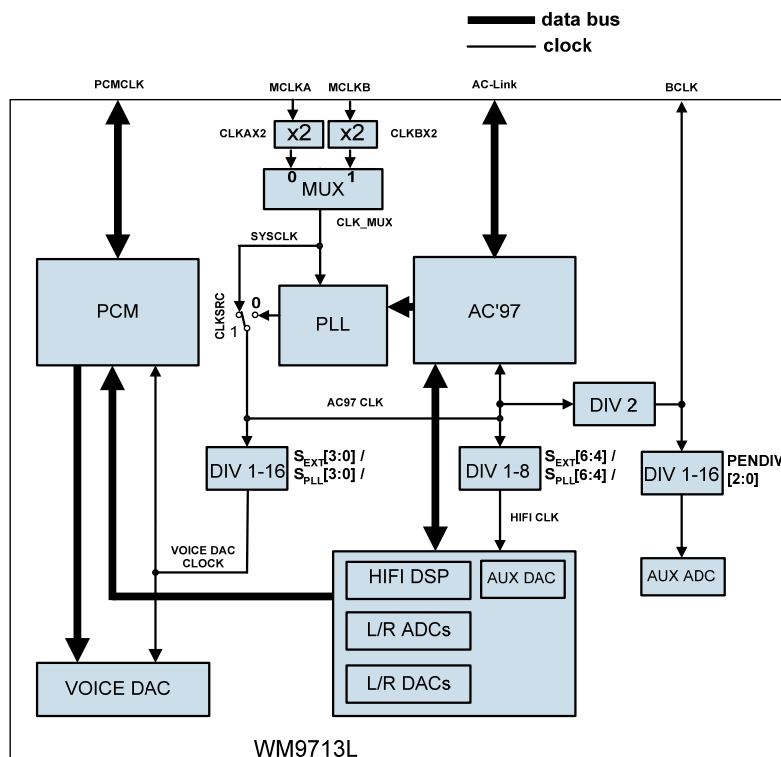 data bus
clock
PCMCLK
MCLKA
MCLKB
AC-Link
BCLK
CLKAX2
x2
x2
CLKBX2
0
1
MUX
CLK_MUX
SYSCLK
PCM
CLKSRC
0
1
PLL
AC'97
AC97 CLK
DIV 2
DIV 1-16
SEXT[3:0] /
SPLL[3:0] /
DIV 1-8
SEXT[6:4] /
SPLL[6:4] /
DIV 1-16
PENDIV
[2:0]
HIFI CLK
VOICE DAC
CLOCK
HIFI DSP
AUX DAC
AUX ADC
L/R ADCs
L/R DACs
VOICE DAC
WM9713L